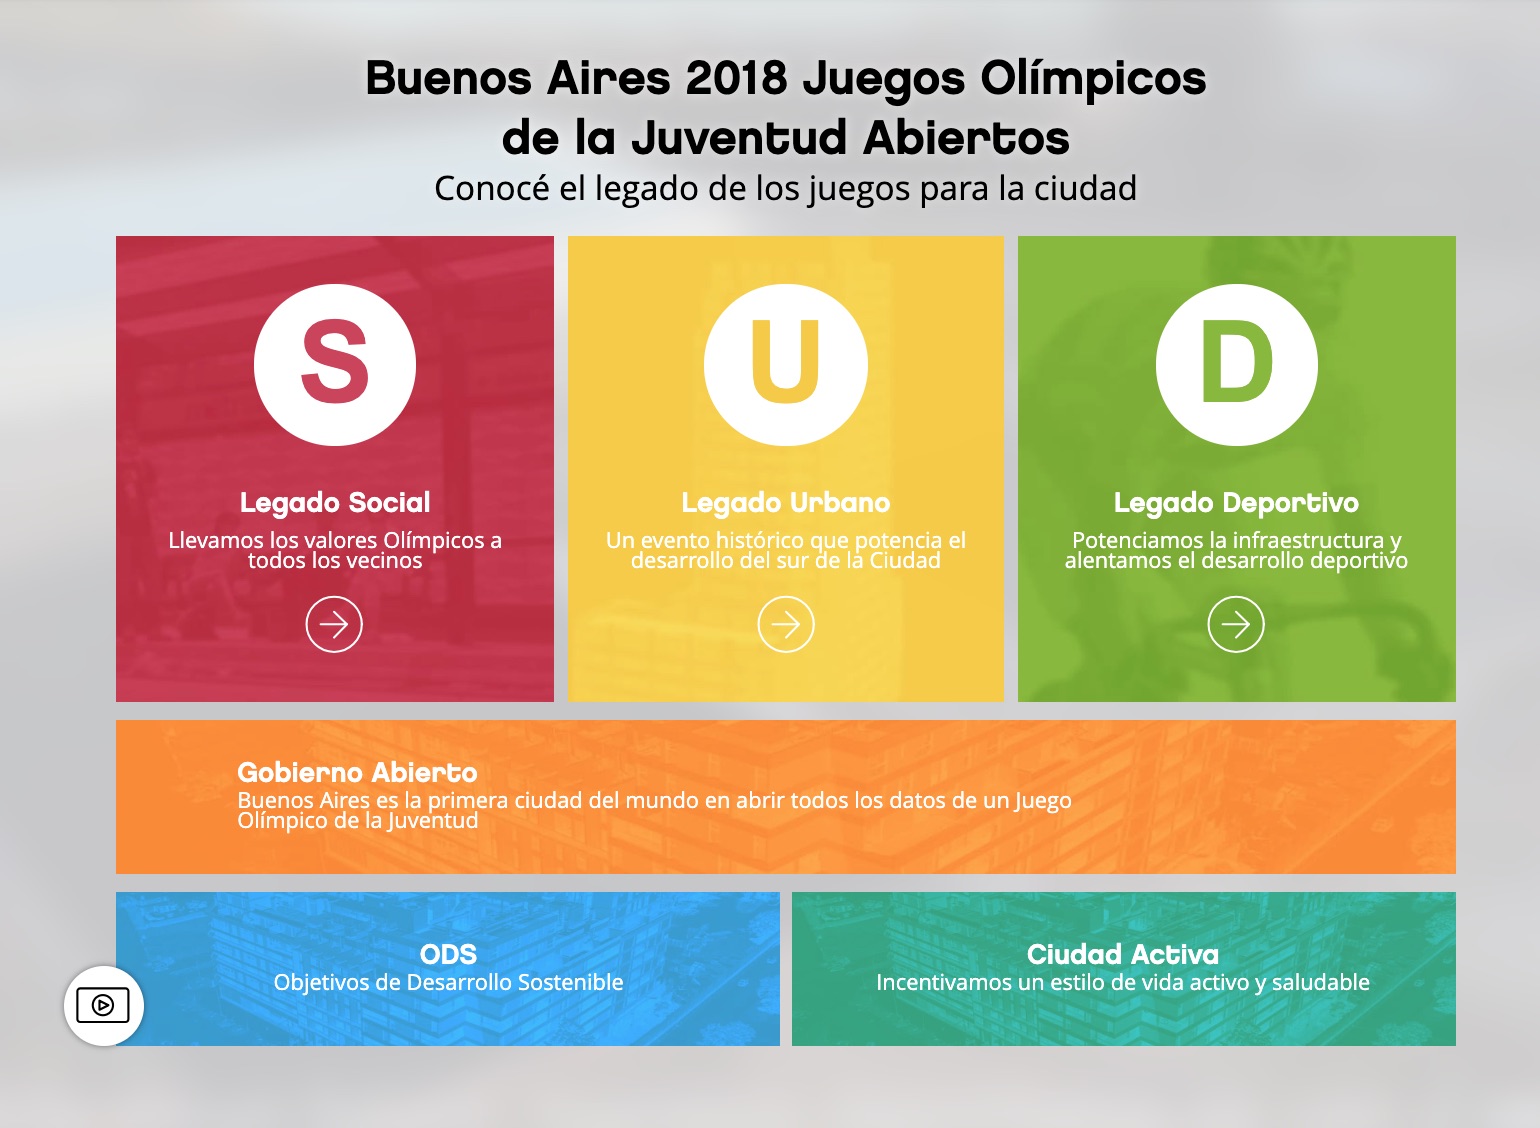 Buenos Aires 2018 Juegos Olímpicos
de la Juventud Abiertos
Conocé el legado de los juegos para la ciudad
S
Legado Social
Llevamos los valores Olímpicos a
todos los vecinos
U
Legado Urbano
Un evento histórico que potencia el
desarrollo del sur de la Ciudad
D
Legado Deportivo
Potenciamos la infraestructura y
alentamos el desarrollo deportivo
Gobierno Abierto
Buenos Aires es la primera ciudad del mundo en abrir todos los datos de un Juego
Olímpico de la Juventud
ODS
Objetivos de Desarrollo Sostenible
Ciudad Activa
Incentivamos un estilo de vida activo y saludable